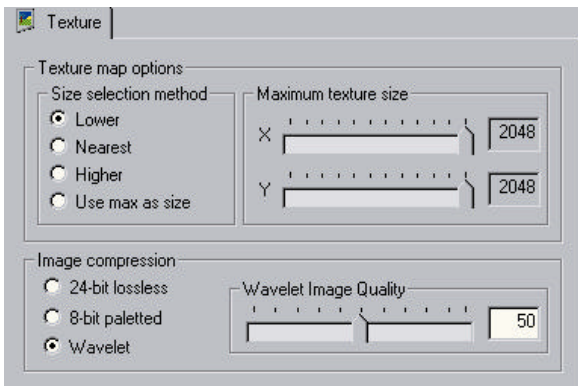 Texture
Texture map options
Size selection method
Lower
Nearest
Higher
Use max as size
Maximum texture size
X 2048
Y 2048
Image compression
24-bit lossless
8-bit paletted
Wavelet
Wavelet Image Quality
50